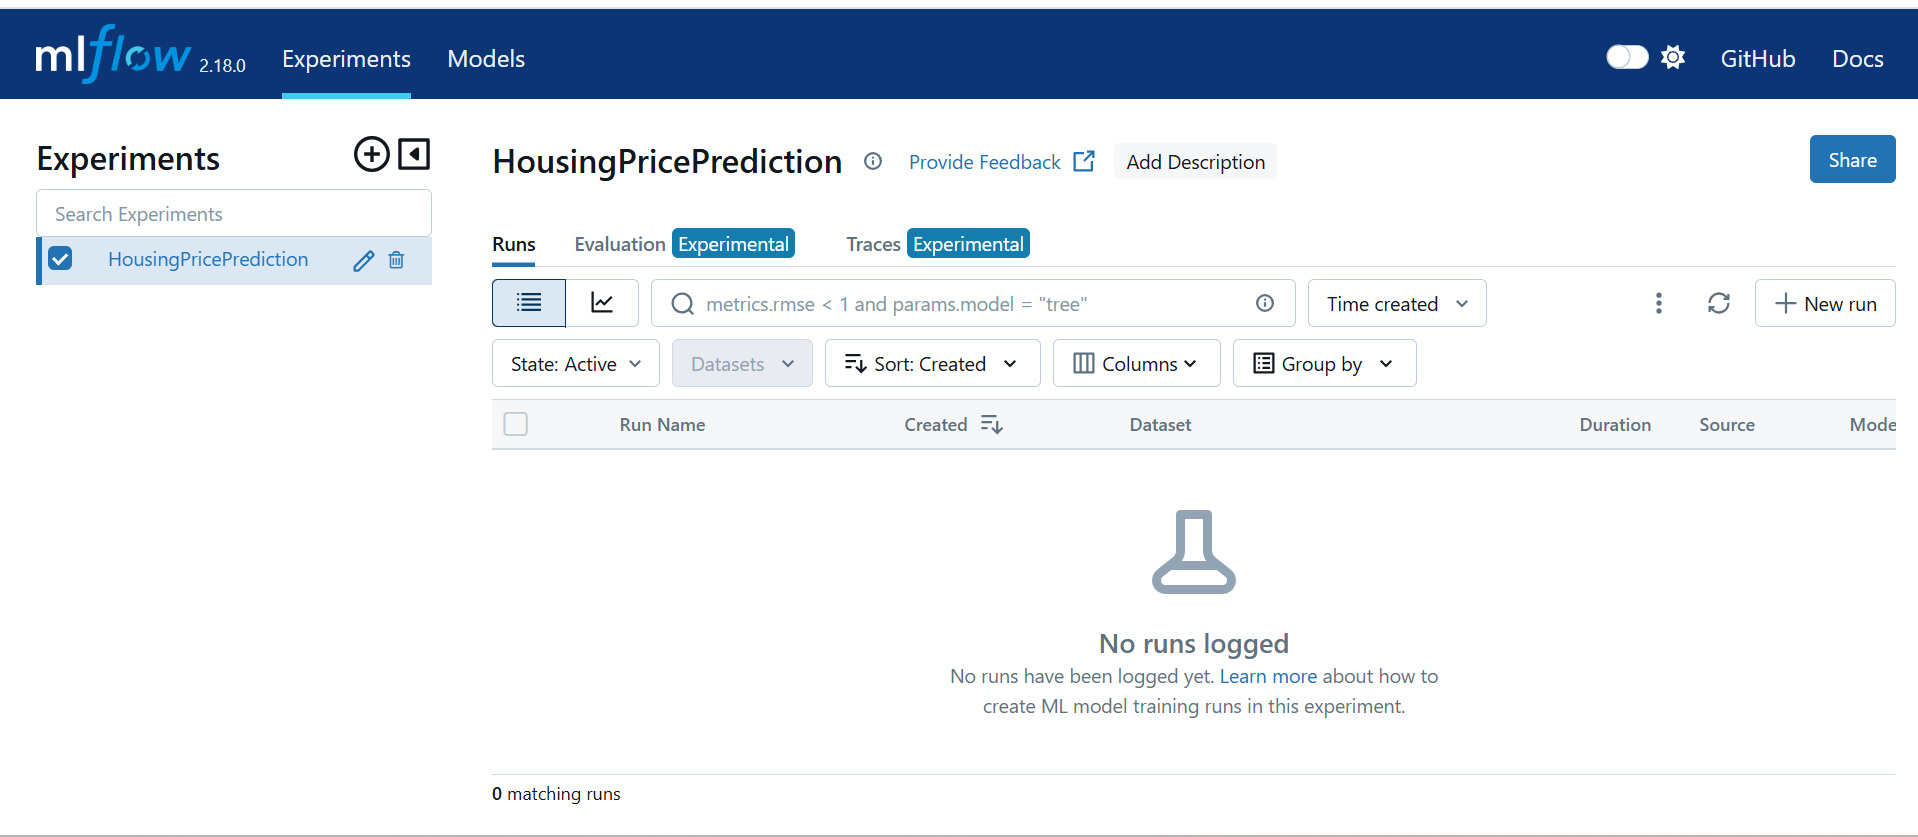 mlflow 2.18.0 Experiments Models GitHub Docs
Experiments
Search Experiments
HousingPricePrediction
HousingPricePrediction Provide Feedback Add Description Share
Runs Evaluation Experimental Traces Experimental
metrics.rmse < 1 and params.model = "tree" Time created New run
State: Active Datasets Sort: Created Columns Group by
Run Name Created Dataset Duration Source Mode
No runs logged
No runs have been logged yet. Learn more about how to
create ML model training runs in this experiment.
0 matching runs